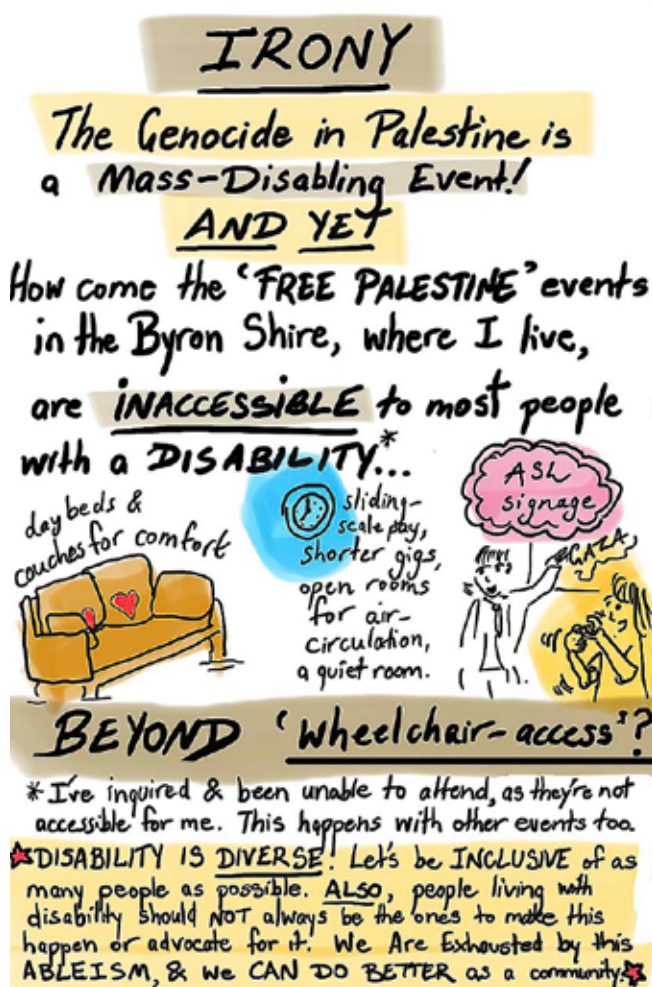 IRONY
The Genocide in Palestine is
a Mass-Disabling Event!
AND YET
How come the 'FREE PALESTINE' events
in the Byron Shire, where I live,
are INACCESSIBLE to most people
with a DISABILITY*...
day beds &
couches for comfort
sliding-
scale pay,
shorter gigs,
open rooms
for air-
circulation,
a quiet room.
ASL
signage
GAZA
BEYOND 'wheelchair-access'?
*I've inquired & been unable to attend, as they're not
accessible for me. This happens with other events too.
DISABILITY IS DIVERSE! Let's be INCLUSIVE of as
many people as possible. ALSO, people living with
disability should NOT always be the ones to make this
happen or advocate for it. We Are Exhausted by this
ABLEISM, & we CAN DO BETTER as a community.